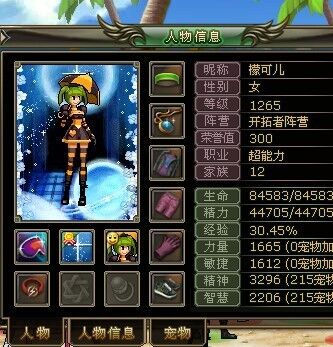 人物信息
昵称 檬可儿
性别 女
等级 1265
阵营 开拓者阵营
荣誉值 300
职业 超能力
家族 12
生命 84583/84583
精力 44705/44705
经验 30.45%
力量 1665 (0宠物加
敏捷 1612 (0宠物加
精神 3296 (215宠物
智慧 2206 (215宠物
人物 人物信息 宠物